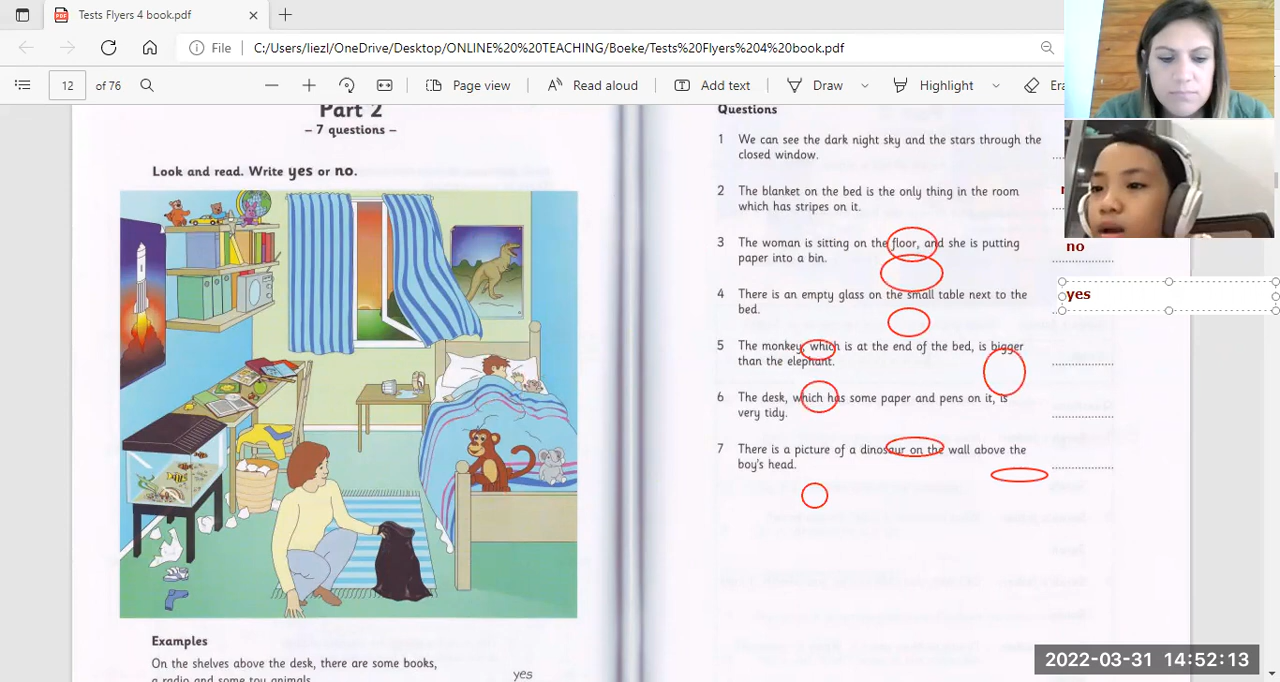 Tests Flyers 4 book.pdf
File
C:/Users/liezl/OneDrive/Desktop/ONLINE%20%20TEACHING/Boeke/Tests%20Flyers%204%20book.pdf
12 of 76
Page view
Read aloud
Add text
Draw
Highlight
Era
Part 2
– 7 questions –
Look and read. Write yes or no.
Examples
On the shelves above the desk, there are some books,
a radio and some toy animals.
yes
Questions
1 We can see the dark night sky and the stars through the
closed window.
2 The blanket on the bed is the only thing in the room
which has stripes on it.
3 The woman is sitting on the floor, and she is putting
paper into a bin.
no
4 There is an empty glass on the small table next to the
bed.
yes
5 The monkey, which is at the end of the bed, is bigger
than the elephant.
6 The desk, which has some paper and pens on it, is
very tidy.
7 There is a picture of a dinosaur on the wall above the
boy's head.
2022-03-31 14:52:13